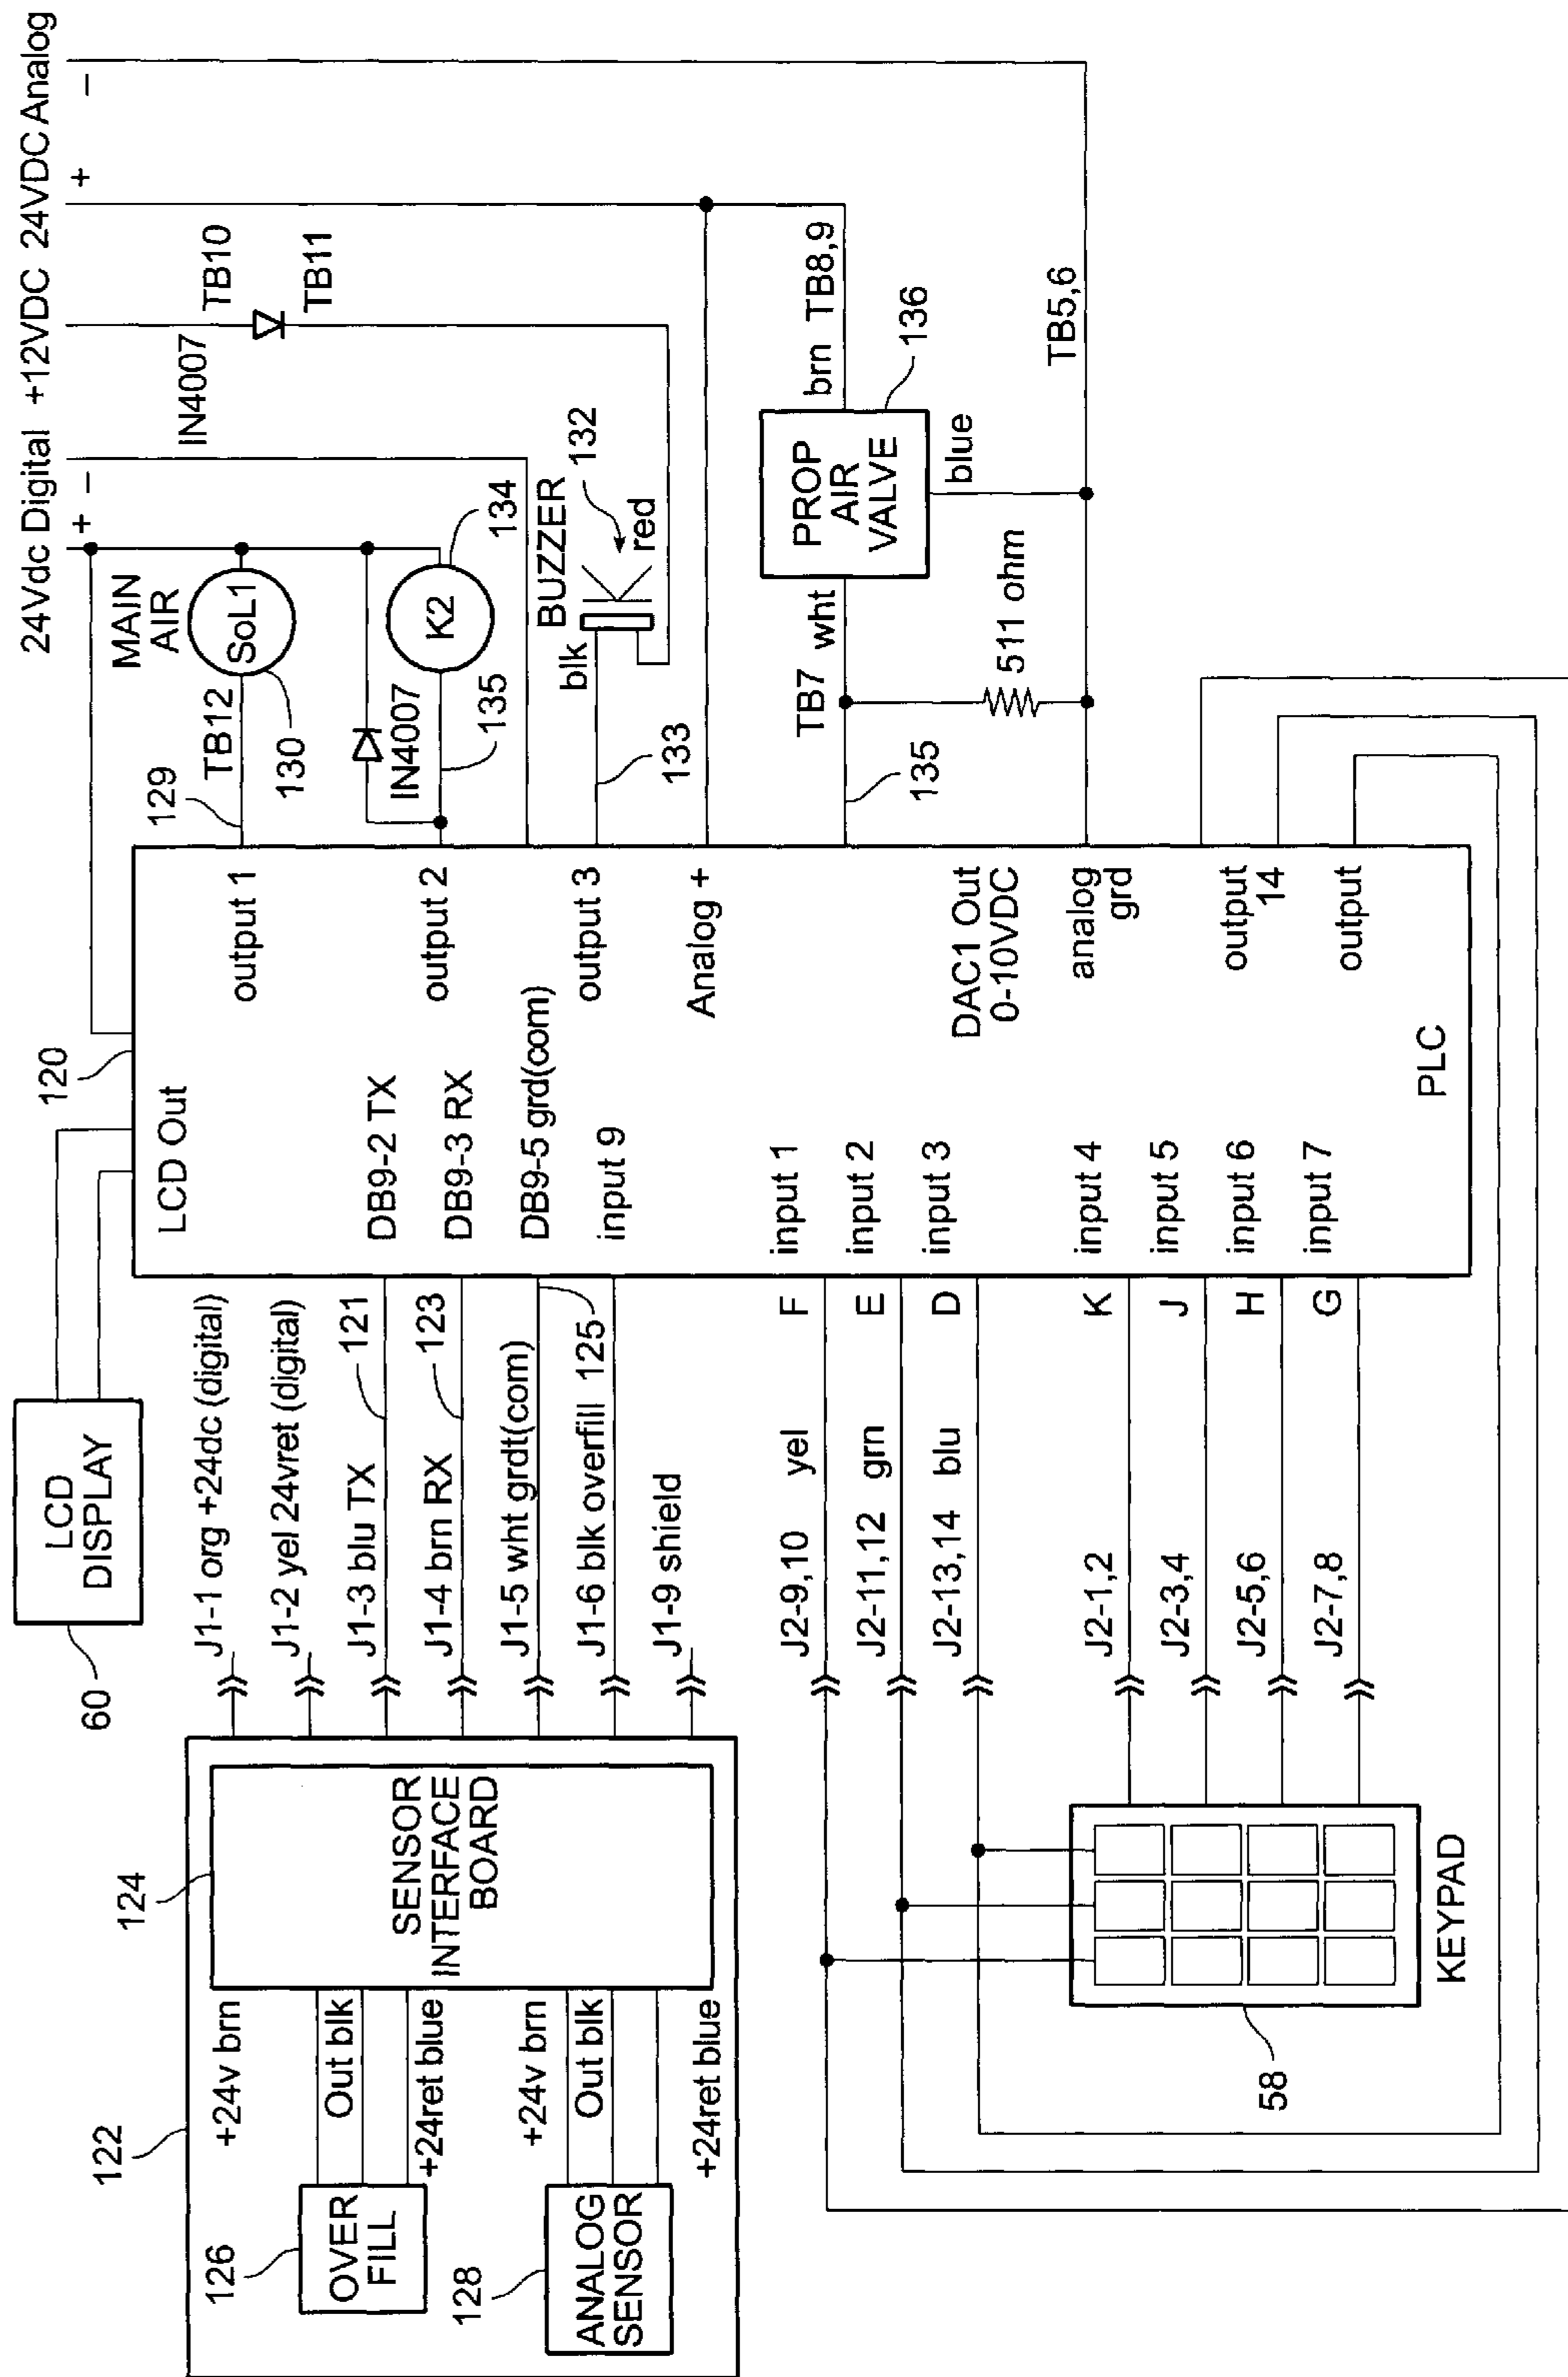 24Vdc Digital +12VDC 24VDC Analog
+ − + −
MAIN
AIR
SoL1
TB12
129
130
K2
134
IN4007
135
IN4007
TB10
TB11
BUZZER
132
red
blk
133
brn TB8,9
136
PROP
AIR
VALVE
blue
TB5,6
TB7 wht
511 ohm
135
120
LCD Out
output 1
DB9-2 TX
output 2
DB9-3 RX
DB9-5 grd(com)
output 3
input 9
Analog +
input 1
input 2
input 3
DAC1 Out
0-10VDC
input 4
analog
grd
input 5
input 6
output
14
input 7
output
PLC
LCD
DISPLAY
60
J1-1 org +24dc (digital)
J1-2 yel 24vret (digital)
J1-3 blu TX
121
J1-4 brn RX
123
J1-5 wht grdt(com)
J1-6 blk overfill 125
J1-9 shield
J2-9,10 yel F
J2-11,12 grn E
J2-13,14 blu D
J2-1,2 K
J2-3,4 J
J2-5,6 H
J2-7,8 G
122
124
SENSOR
INTERFACE
BOARD
+24v brn
Out blk
+24ret blue
+24v brn
Out blk
+24ret blue
126
OVER
FILL
128
ANALOG
SENSOR
KEYPAD
58